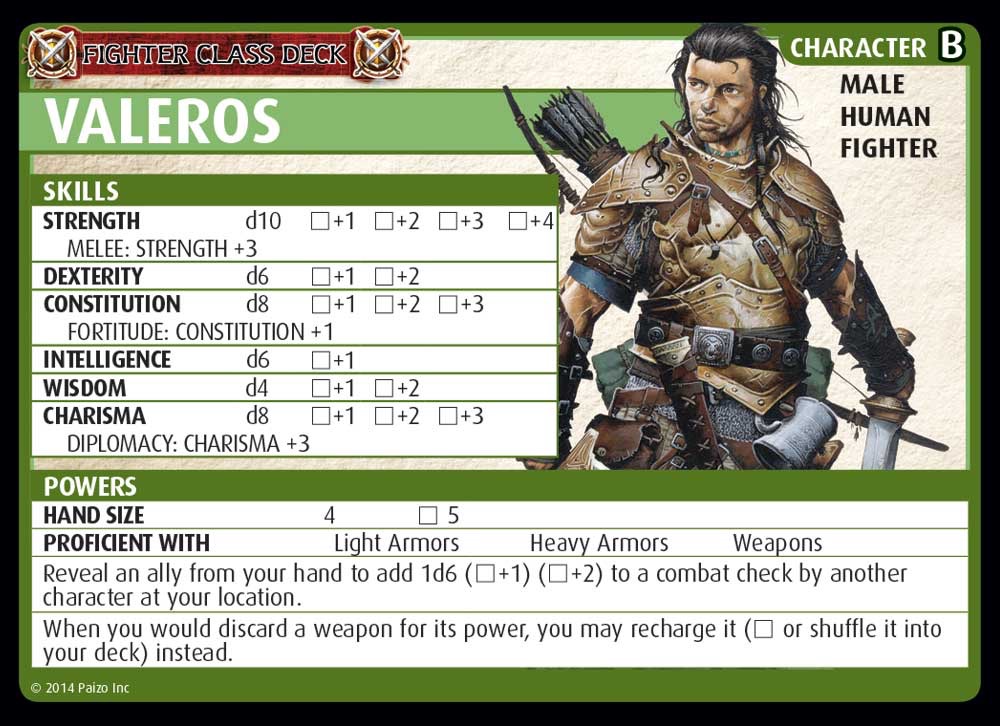 FIGHTER CLASS DECK
CHARACTER B
MALE
HUMAN
FIGHTER
VALEROS
SKILLS
STRENGTH d10 □+1 □+2 □+3 □+4
MELEE: STRENGTH +3
DEXTERITY d6 □+1 □+2
CONSTITUTION d8 □+1 □+2 □+3
FORTITUDE: CONSTITUTION +1
INTELLIGENCE d6 □+1
WISDOM d4 □+1 □+2
CHARISMA d8 □+1 □+2 □+3
DIPLOMACY: CHARISMA +3
POWERS
HAND SIZE 4 □ 5
PROFICIENT WITH Light Armors Heavy Armors Weapons
Reveal an ally from your hand to add 1d6 (□+1) (□+2) to a combat check by another
character at your location.
When you would discard a weapon for its power, you may recharge it (□ or shuffle it into
your deck) instead.
© 2014 Paizo Inc